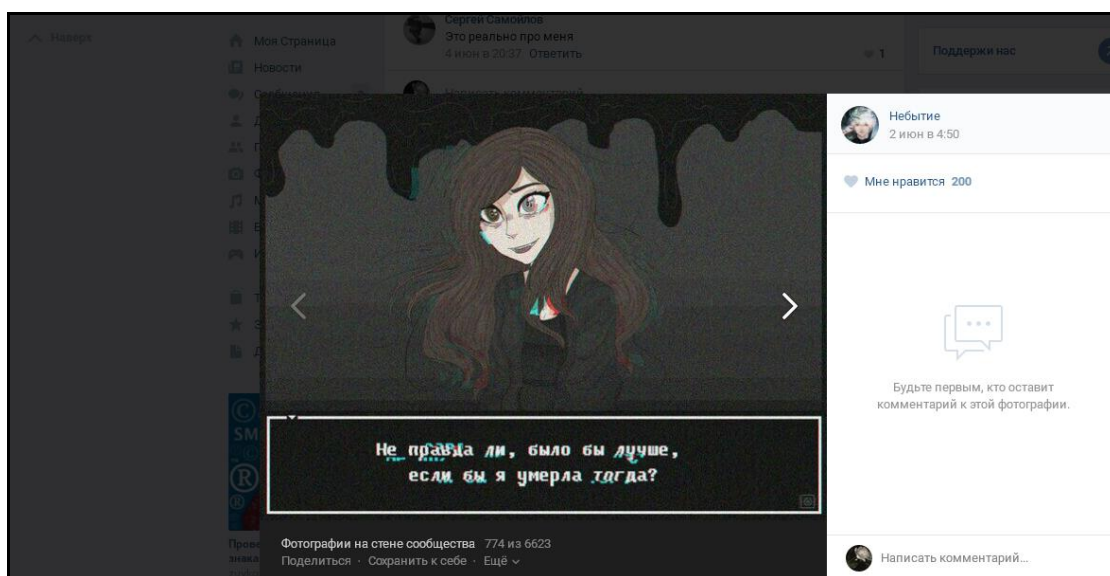 Наверх
Моя Страница
Новости
Сергей Самойлов
Это реально про меня
4 июн в 20:37 Ответить
1
Написать комментарий
Поддержи нас
Не правда ли, было бы лучше,
если бы я умерла тогда?
Фотографии на стене сообщества 774 из 6623
Поделиться · Сохранить к себе · Ещё
Небытие
2 июн в 4:50
Мне нравится 200
Будьте первым, кто оставит
комментарий к этой фотографии.
Написать комментарий...